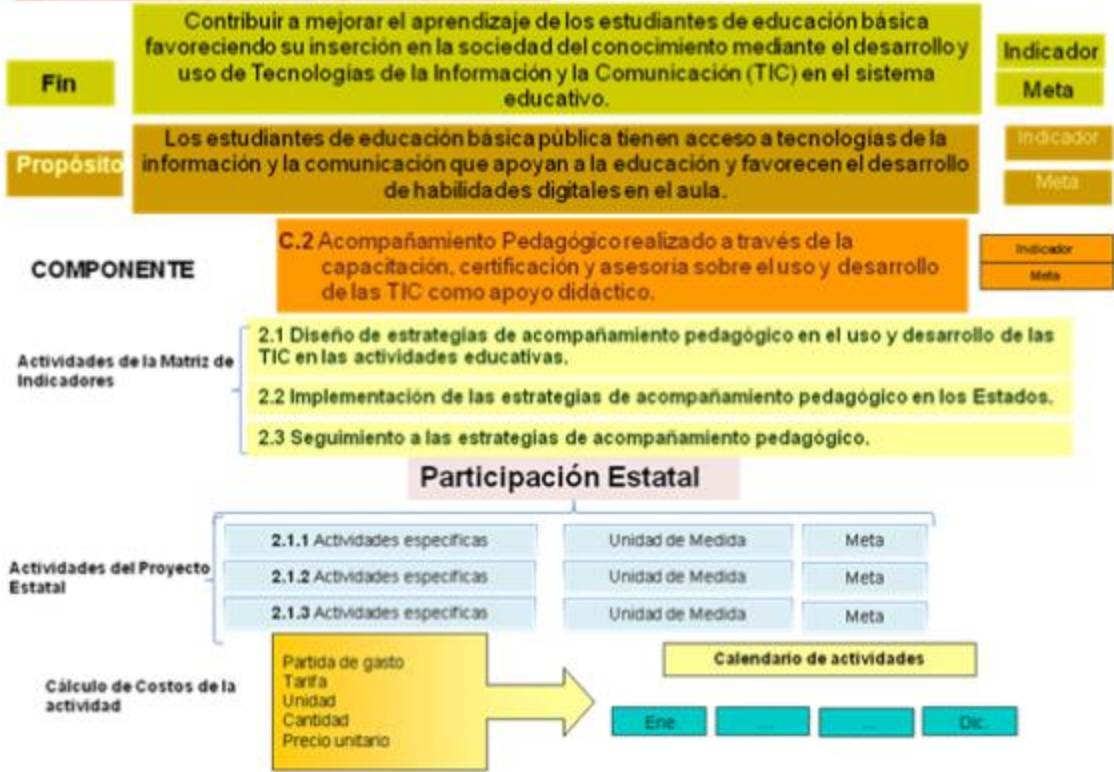 Contribuir a mejorar el aprendizaje de los estudiantes de educación básica
favoreciendo su inserción en la sociedad del conocimiento mediante el desarrollo y
uso de Tecnologías de la Información y la Comunicación (TIC) en el sistema
educativo.
Fin
Indicador
Meta
Propósito
Los estudiantes de educación básica pública tienen acceso a tecnologías de la
información y la comunicación que apoyan a la educación y favorecen el desarrollo
de habilidades digitales en el aula.
Indicador
Meta
COMPONENTE
C.2 Acompañamiento Pedagógico realizado a través de la
capacitación, certificación y asesoría sobre el uso y desarrollo
de las TIC como apoyo didáctico.
Indicador
Meta
Actividades de la Matriz de
Indicadores
2.1 Diseño de estrategias de acompañamiento pedagógico en el uso y desarrollo de las
TIC en las actividades educativas.
2.2 Implementación de las estrategias de acompañamiento pedagógico en los Estados.
2.3 Seguimiento a las estrategias de acompañamiento pedagógico.
Participación Estatal
Actividades del Proyecto
Estatal
2.1.1 Actividades especificas Unidad de Medida Meta
2.1.2 Actividades especificas Unidad de Medida Meta
2.1.3 Actividades especificas Unidad de Medida Meta
Cálculo de Costos de la
actividad
Partida de gasto
Tarifa
Unidad
Cantidad
Precio unitario
Calendario de actividades
Ene. ... ... Dic.